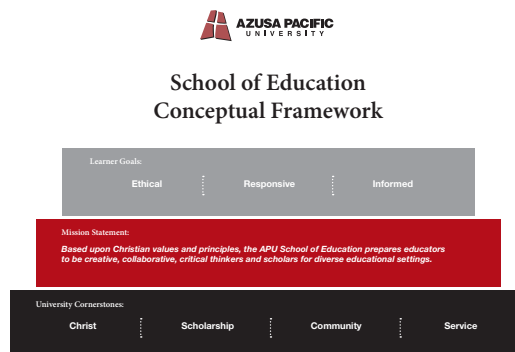 AZUSA PACIFIC
UNIVERSITY
School of Education
Conceptual Framework
Learner Goals:
Ethical Responsive Informed
Mission Statement:
Based upon Christian values and principles, the APU School of Education prepares educators
to be creative, collaborative, critical thinkers and scholars for diverse educational settings.
University Cornerstones:
Christ Scholarship Community Service